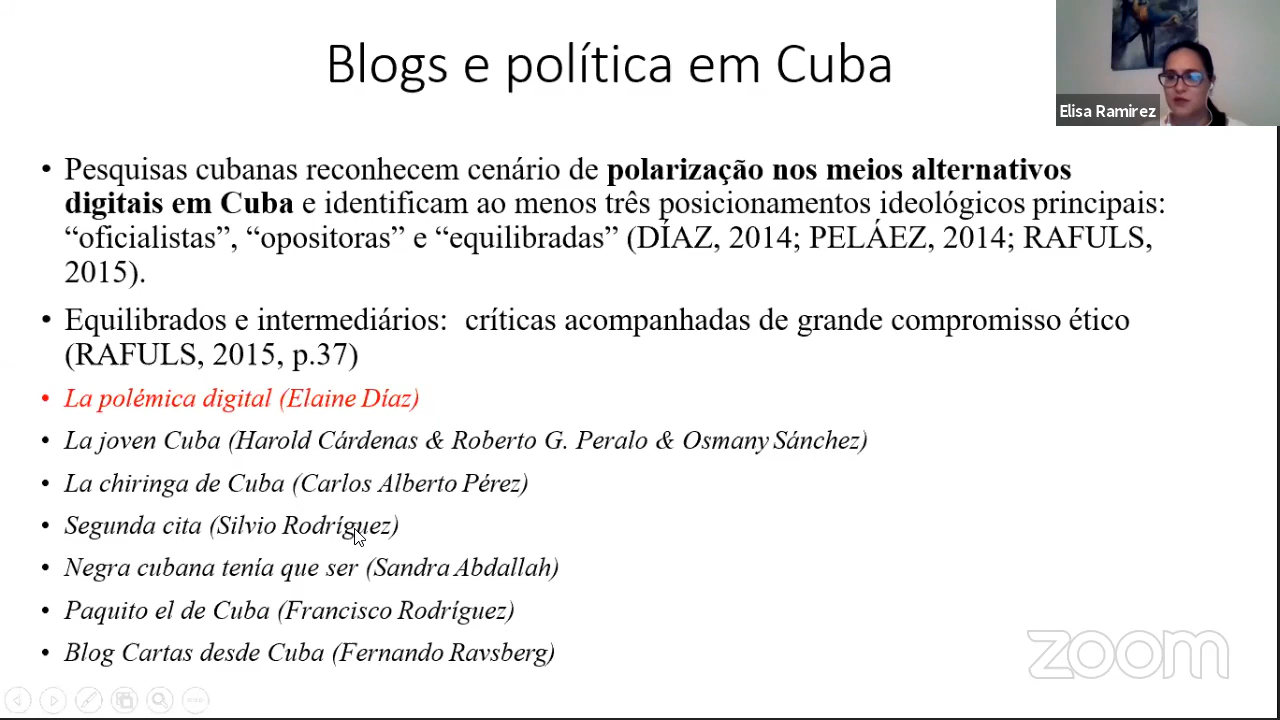 Blogs e política em Cuba
Elisa Ramirez
• Pesquisas cubanas reconhecem cenário de polarização nos meios alternativos
digitais em Cuba e identificam ao menos três posicionamentos ideológicos principais:
“oficialistas”, “opositoras” e “equilibradas” (DÍAZ, 2014; PELÁEZ, 2014; RAFULS,
2015).
• Equilibrados e intermediários:  críticas acompanhadas de grande compromisso ético
(RAFULS, 2015, p.37)
• La polémica digital (Elaine Díaz)
• La joven Cuba (Harold Cárdenas & Roberto G. Peralo & Osmany Sánchez)
• La chiringa de Cuba (Carlos Alberto Pérez)
• Segunda cita (Silvio Rodríguez)
• Negra cubana tenía que ser (Sandra Abdallah)
• Paquito el de Cuba (Francisco Rodríguez)
• Blog Cartas desde Cuba (Fernando Ravsberg)
zoom